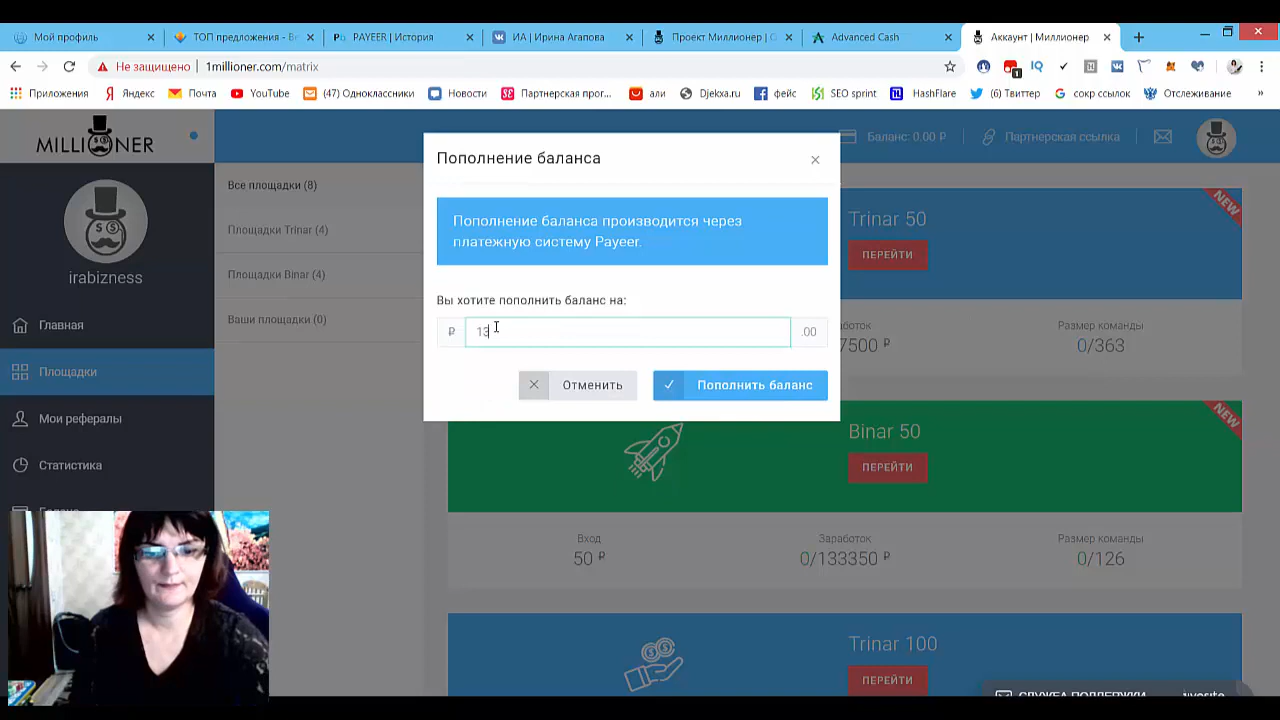 Мой профиль
ТОП предложения - Be
PAYEER | История
ИА | Ирина Агапова
Проект Миллионер | С
Advanced Cash
Аккаунт | Миллионер
Не защищено
1millioner.com/matrix
Приложения
Яндекс
Почта
YouTube
(47) Одноклассники
Новости
Партнерская прог...
али
Djekxa.ru
фейс
SEO sprint
HashFlare
(6) Твиттер
сокр ссылок
Отслеживание
»
MILLIONER
irabizness
Главная
Площадки
Мои рефералы
Статистика
Все площадки (8)
Площадки Trinar (4)
Площадки Binar (4)
Ваши площадки (0)
Баланс: 0.00 ₽
Партнерская ссылка
Пополнение баланса
Пополнение баланса производится через
платежную систему Payeer.
Вы хотите пополнить баланс на:
₽ 13 .00
Отменить
Пополнить баланс
Trinar 50
NEW
ПЕРЕЙТИ
7500 ₽
Размер команды
0/363
Binar 50
NEW
ПЕРЕЙТИ
Вход
50 ₽
Заработок
0/133350 ₽
Размер команды
0/126
Trinar 100
ПЕРЕЙТИ
СЛУЖБА ПОДДЕРЖКИ